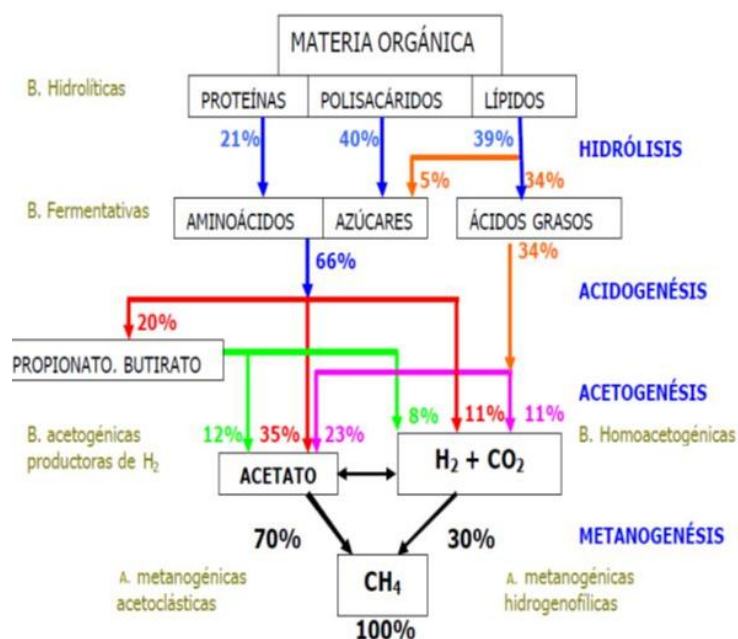 MATERIA ORGÁNICA
B. Hidrolíticas
PROTEÍNAS POLISACÁRIDOS LÍPIDOS
21% 40% 39%
HIDRÓLISIS
5% 34%
B. Fermentativas
AMINOÁCIDOS AZÚCARES ÁCIDOS GRASOS
66% 34%
ACIDOGENÉSIS
20%
PROPIONATO. BUTIRATO
ACETOGENÉSIS
B. acetogénicas
productoras de H₂
12% 35% 23% 8% 11% 11%
B. Homoacetogénicas
ACETATO H₂ + CO₂
70% 30%
METANOGENÉSIS
A. metanogénicas
acetoclásticas
CH₄
A. metanogénicas
hidrogenofílicas
100%